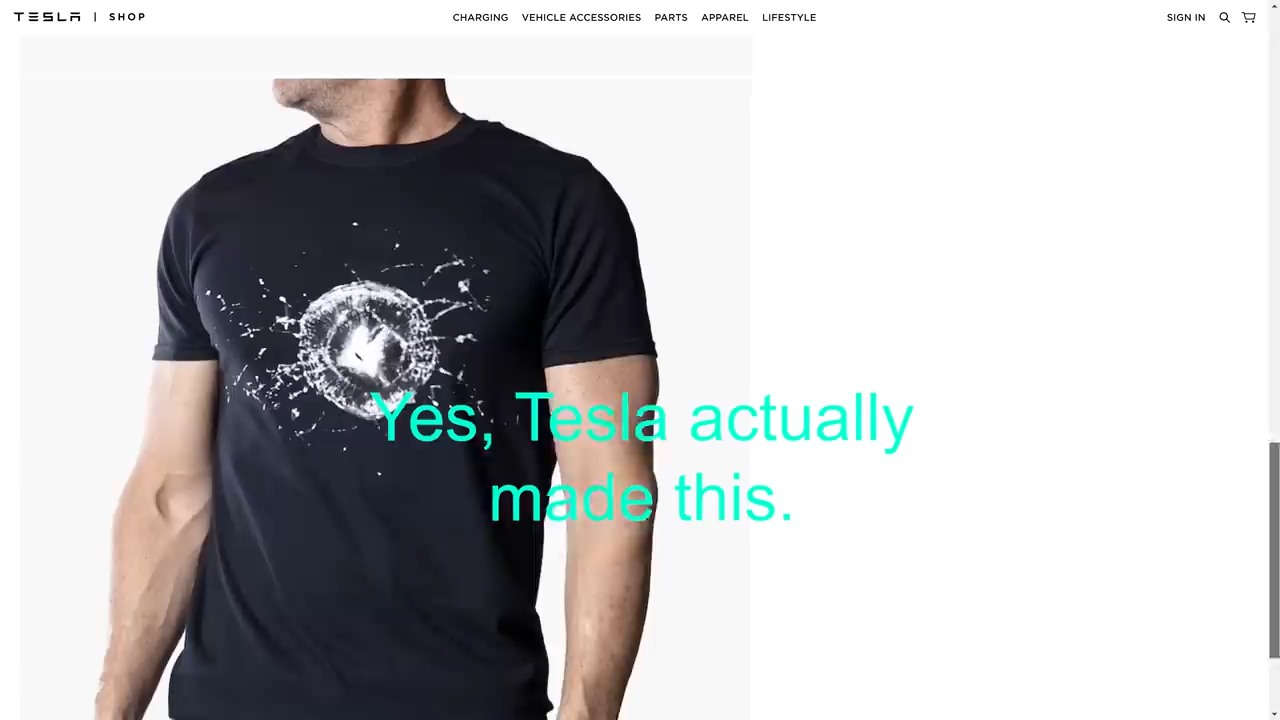 TESLA | SHOP
CHARGING VEHICLE ACCESSORIES PARTS APPAREL LIFESTYLE
SIGN IN
Yes, Tesla actually
made this.